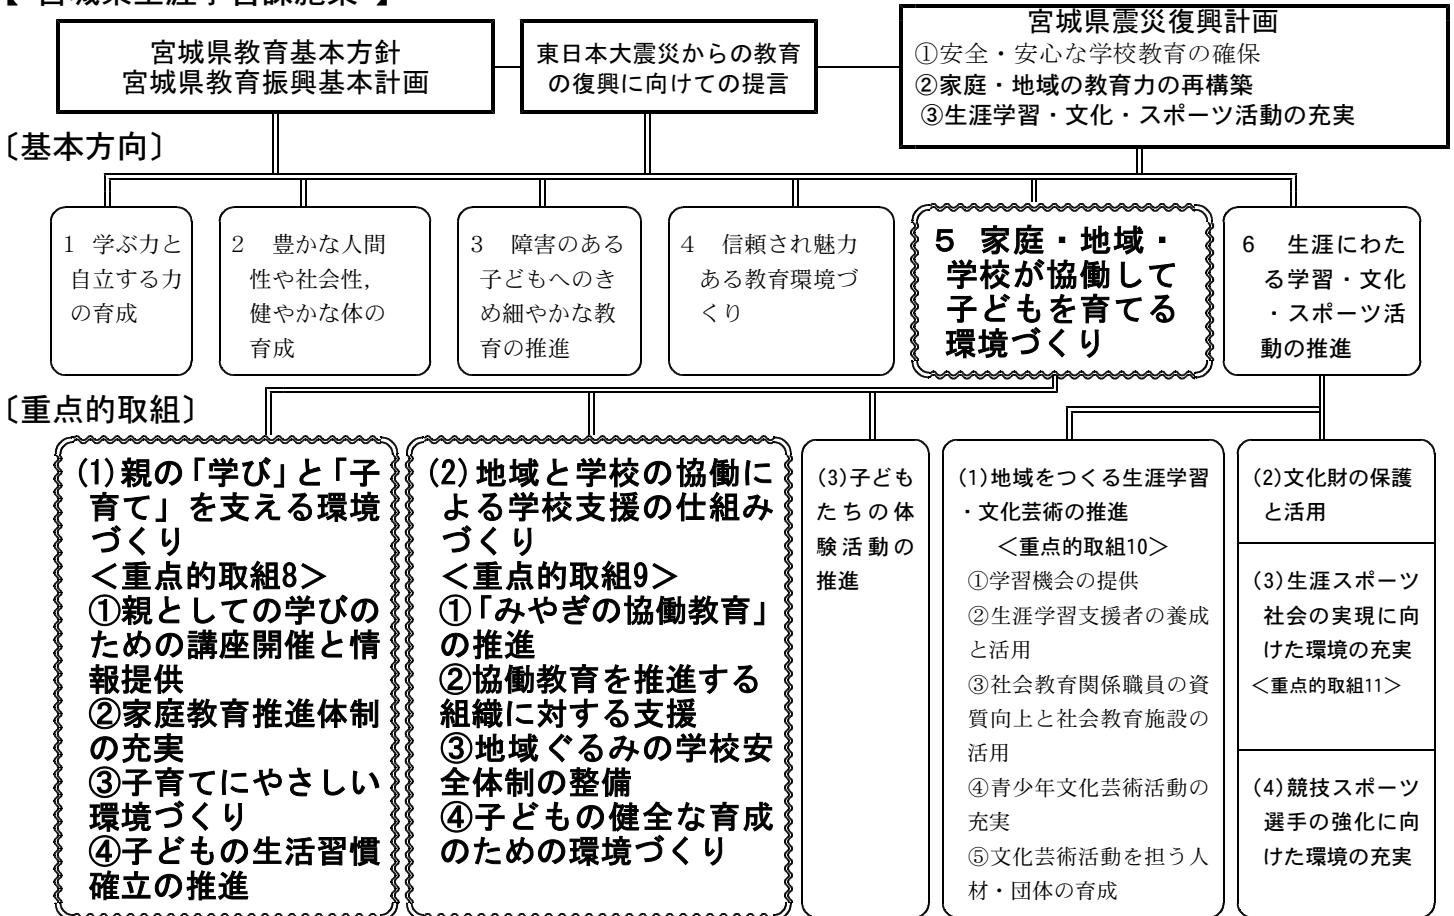 【 宮城県生涯学習課施策 】
宮城県教育基本方針
宮城県教育振興基本計画
東日本大震災からの教育
の復興に向けての提言
宮城県震災復興計画
①安全・安心な学校教育の確保
②家庭・地域の教育力の再構築
③生涯学習・文化・スポーツ活動の充実
〔基本方向〕
1 学ぶ力と
自立する力
の育成
2 豊かな人間
性や社会性,
健やかな体の
育成
3 障害のある
子どもへのき
め細やかな教
育の推進
4 信頼され魅力
ある教育環境づ
くり
5 家庭・地域・
学校が協働して
子どもを育てる
環境づくり
6 生涯にわた
る学習・文化
・スポーツ活
動の推進
〔重点的取組〕
(1)親の「学び」と「子
育て」を支える環境
づくり
＜重点的取組8＞
①親としての学びの
ための講座開催と情
報提供
②家庭教育推進体制
の充実
③子育てにやさしい
環境づくり
④子どもの生活習慣
確立の推進
(2)地域と学校の協働に
よる学校支援の仕組み
づくり
＜重点的取組9＞
①「みやぎの協働教育」
の推進
②協働教育を推進する
組織に対する支援
③地域ぐるみの学校安
全体制の整備
④子どもの健全な育成
のための環境づくり
(3)子ども
たちの体
験活動の
推進
(1)地域をつくる生涯学習
・文化芸術の推進
＜重点的取組10＞
①学習機会の提供
②生涯学習支援者の養成
と活用
③社会教育関係職員の資
質向上と社会教育施設の
活用
④青少年文化芸術活動の
充実
⑤文化芸術活動を担う人
材・団体の育成
(2)文化財の保護
と活用
(3)生涯スポーツ
社会の実現に向
けた環境の充実
＜重点的取組11＞
(4)競技スポーツ
選手の強化に向
けた環境の充実